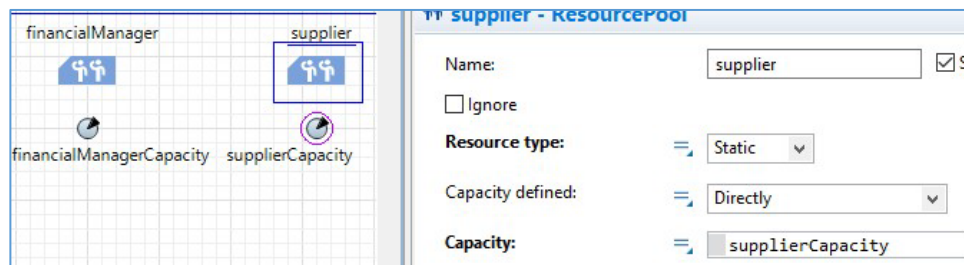 financialManager
supplier
financialManagerCapacity
supplierCapacity
supplier - ResourcePool
Name:
supplier
S
Ignore
Resource type:
Static
Capacity defined:
Directly
Capacity:
supplierCapacity